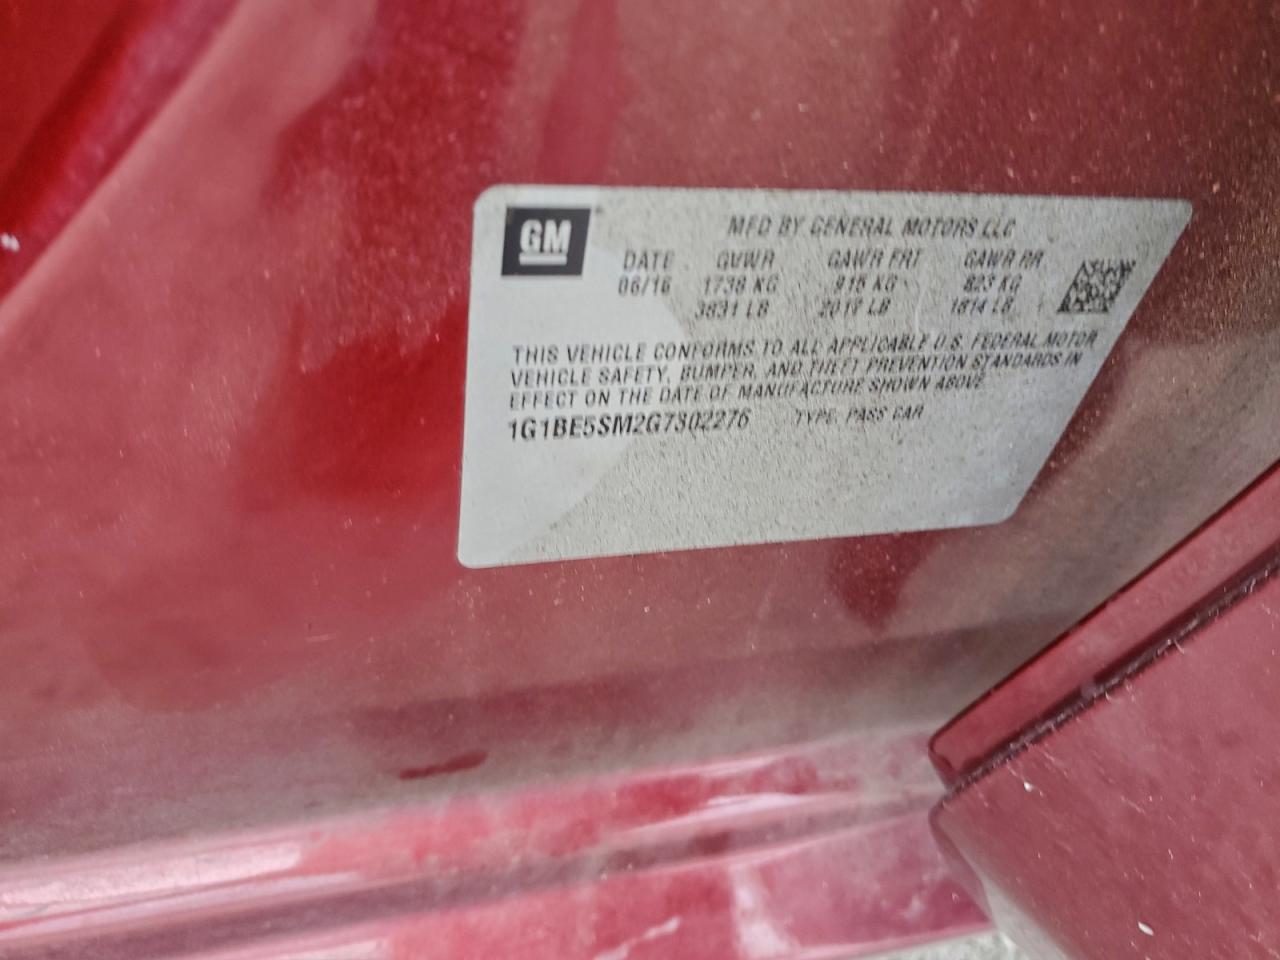 GM
MFD BY GENERAL MOTORS LLC
DATE GVWR GAWR FRT GAWR RR
06/16 1738 KG 915 KG 823 KG
3831 LB 2017 LB 1814 LB
THIS VEHICLE CONFORMS TO ALL APPLICABLE U.S. FEDERAL MOTOR
VEHICLE SAFETY, BUMPER, AND THEFT PREVENTION STANDARDS IN
EFFECT ON THE DATE OF MANUFACTURE SHOWN ABOVE
1G1BE5SM2G7302276 TYPE: PASS CAR